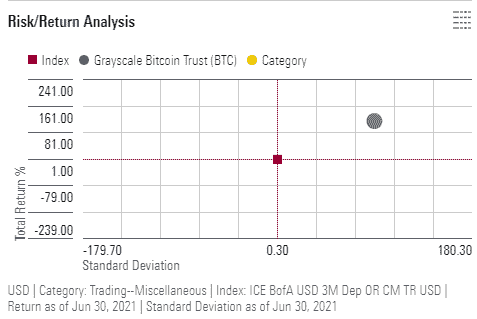 Risk/Return Analysis
Index Grayscale Bitcoin Trust (BTC) Category
241.00
161.00
81.00
1.00
-79.00
-239.00
Total Return %
-179.70 0.30 180.30
Standard Deviation
USD | Category: Trading--Miscellaneous | Index: ICE BofA USD 3M Dep OR CM TR USD |
Return as of Jun 30, 2021 | Standard Deviation as of Jun 30, 2021